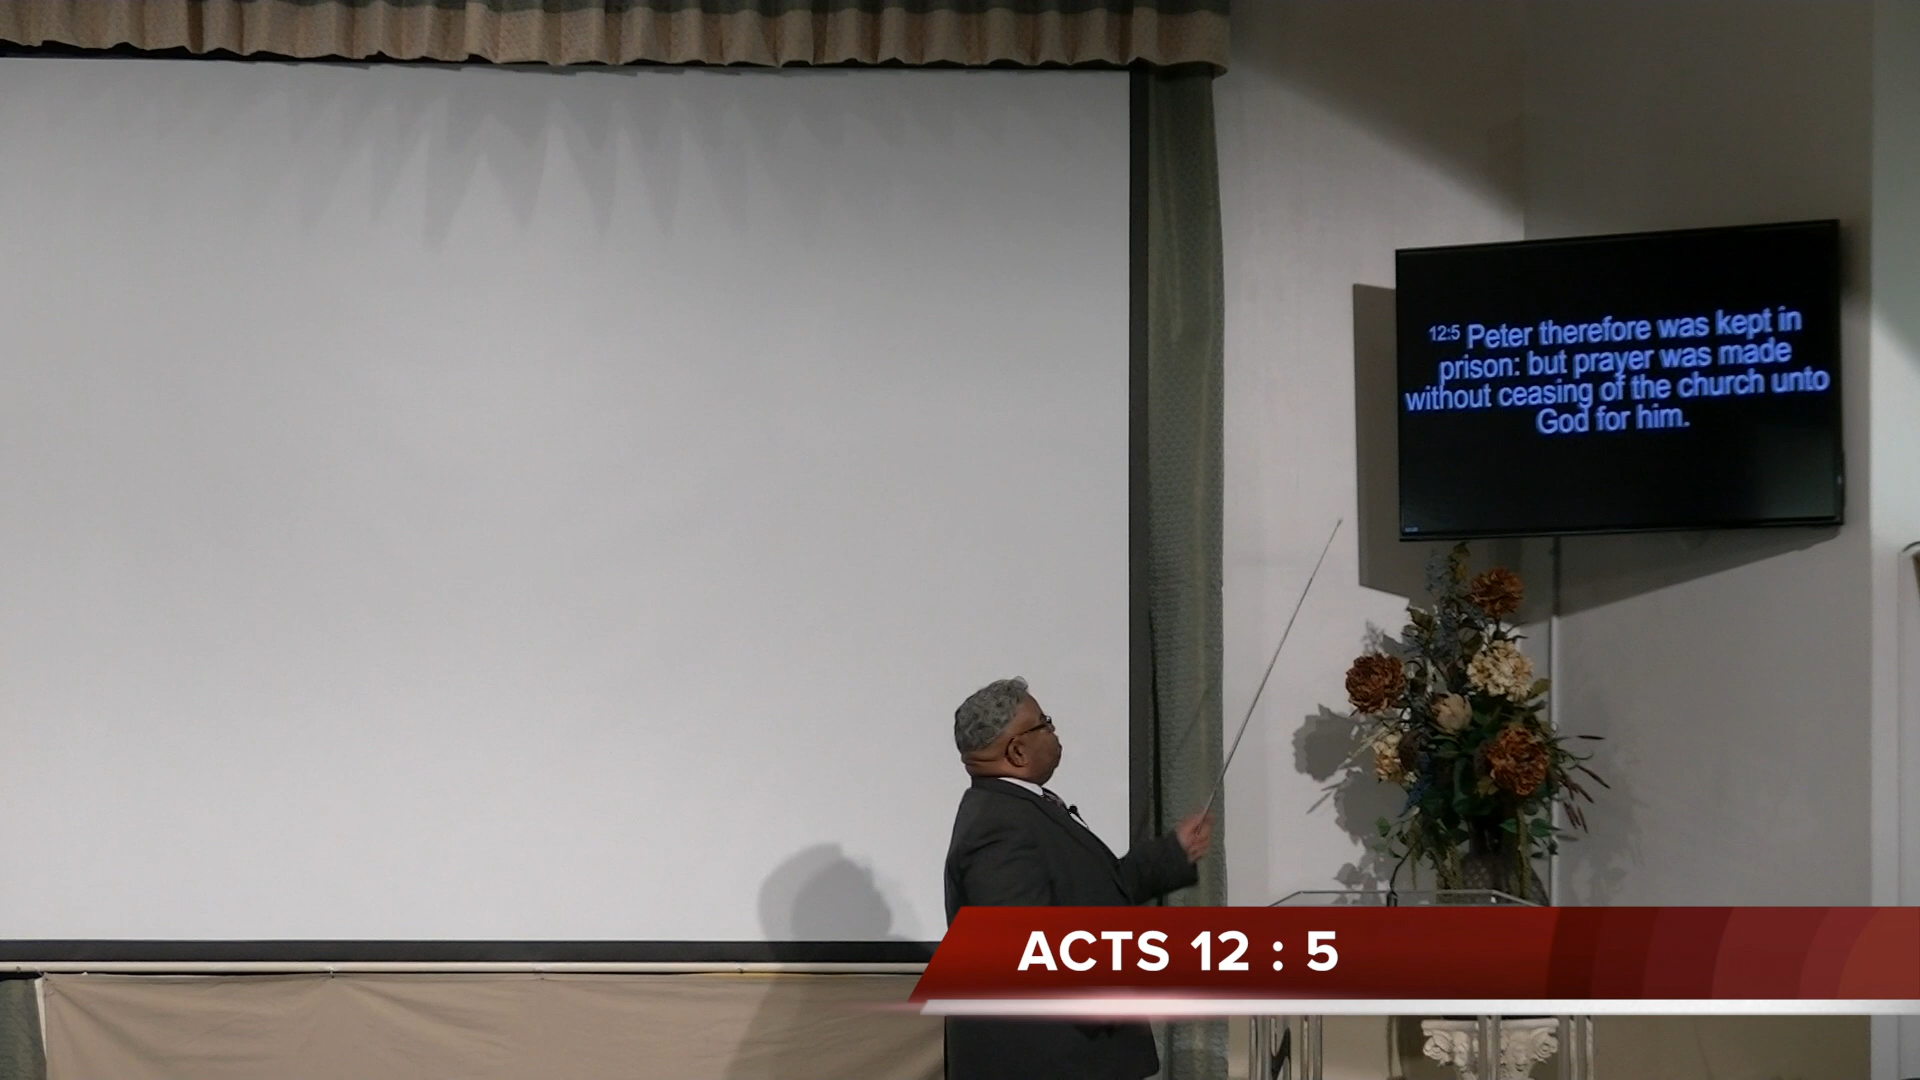 12:5 Peter therefore was kept in
prison: but prayer was made
without ceasing of the church unto
God for him.
ACTS 12 : 5